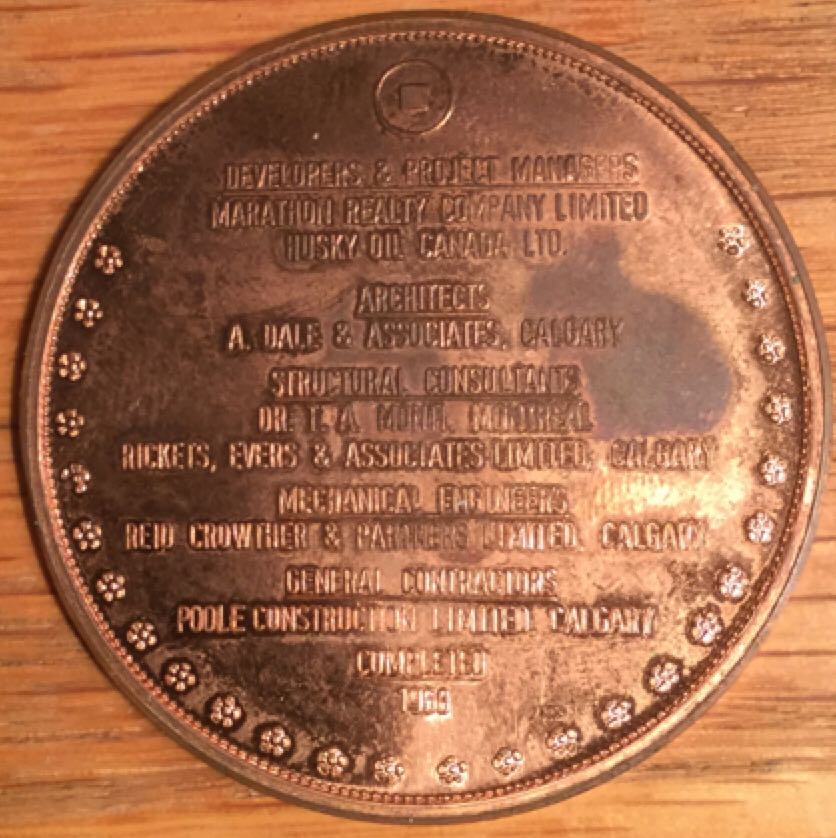 DEVELOPERS & PROJECT MANAGERS
MARATHON REALTY COMPANY LIMITED
HUSKY OIL CANADA LTD.
ARCHITECTS
A. DALE & ASSOCIATES, CALGARY
STRUCTURAL CONSULTANTS
DR. T. A. MONTREAL
RICKETS, EVERS & ASSOCIATES LIMITED, CALGARY
MECHANICAL ENGINEERS
REID CROWTHER & PARTNERS LIMITED, CALGARY
GENERAL CONTRACTORS
POOLE CONSTRUCTION LIMITED CALGARY
COMPLETED